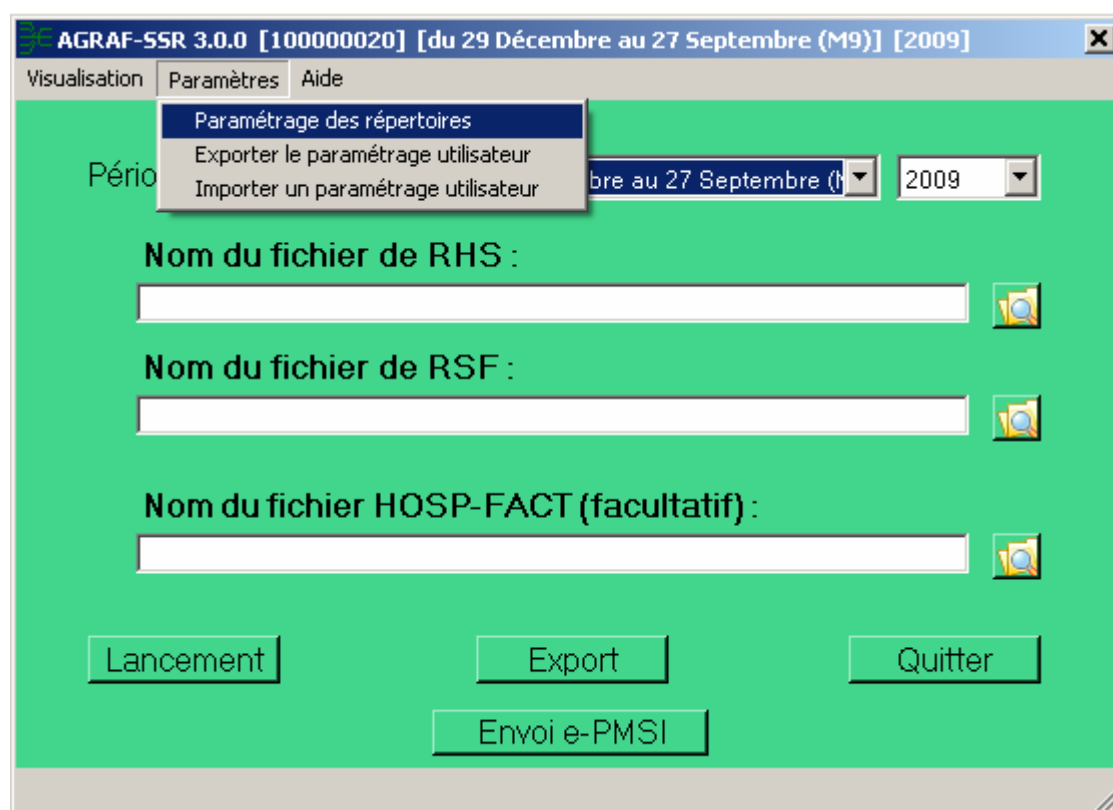 AGRAF-SSR 3.0.0 [100000020] [du 29 Décembre au 27 Septembre (M9)] [2009]
Visualisation Paramètres Aide
Paramétrage des répertoires
Exporter le paramétrage utilisateur
Importer un paramétrage utilisateur
Pério bre au 27 Septembre (M 2009
Nom du fichier de RHS :
Nom du fichier de RSF :
Nom du fichier HOSP-FACT (facultatif) :
Lancement Export Quitter
Envoi e-PMSI